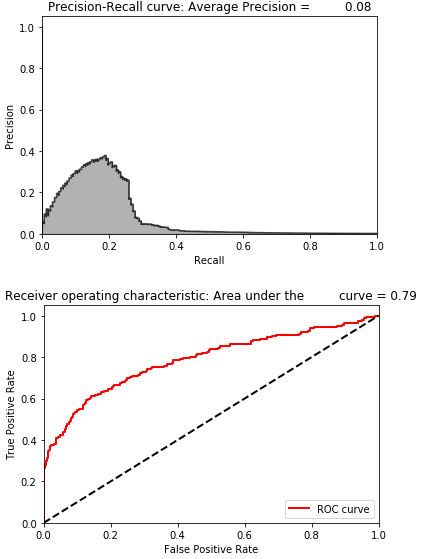 Precision-Recall curve: Average Precision = 0.08
1.0
0.8
0.6
0.4
0.2
0.0
Precision
0.0 0.2 0.4 0.6 0.8 1.0
Recall
Receiver operating characteristic: Area under the curve = 0.79
1.0
0.8
0.6
0.4
0.2
0.0
True Positive Rate
ROC curve
0.0 0.2 0.4 0.6 0.8 1.0
False Positive Rate